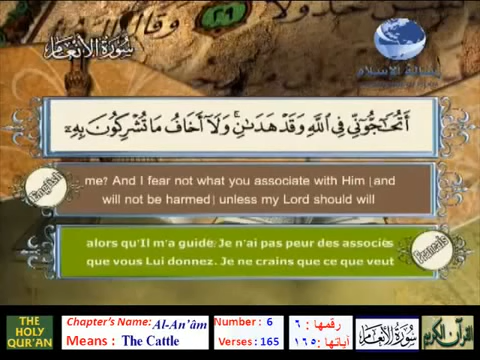 سورة الأنعام
رسالة الإسلام
أَتُحَاجُّونِّي فِي اللَّهِ وَقَدْ هَدَانِ ۚ وَلَا أَخَافُ مَا تُشْرِكُونَ بِهِ
English
me? And I fear not what you associate with Him [and
will not be harmed] unless my Lord should will
Français
alors qu'Il m'a guidé? Je n'ai pas peur des associés
que vous Lui donnez. Je ne crains que ce que veut
THE
HOLY
QUR'AN
Chapter's Name: Al-An'âm
Means : The Cattle
Number : 6
Verses : 165
رقمها : ٦
آياتها : ١٦٥
سورة الأنعام
القرآن الكريم